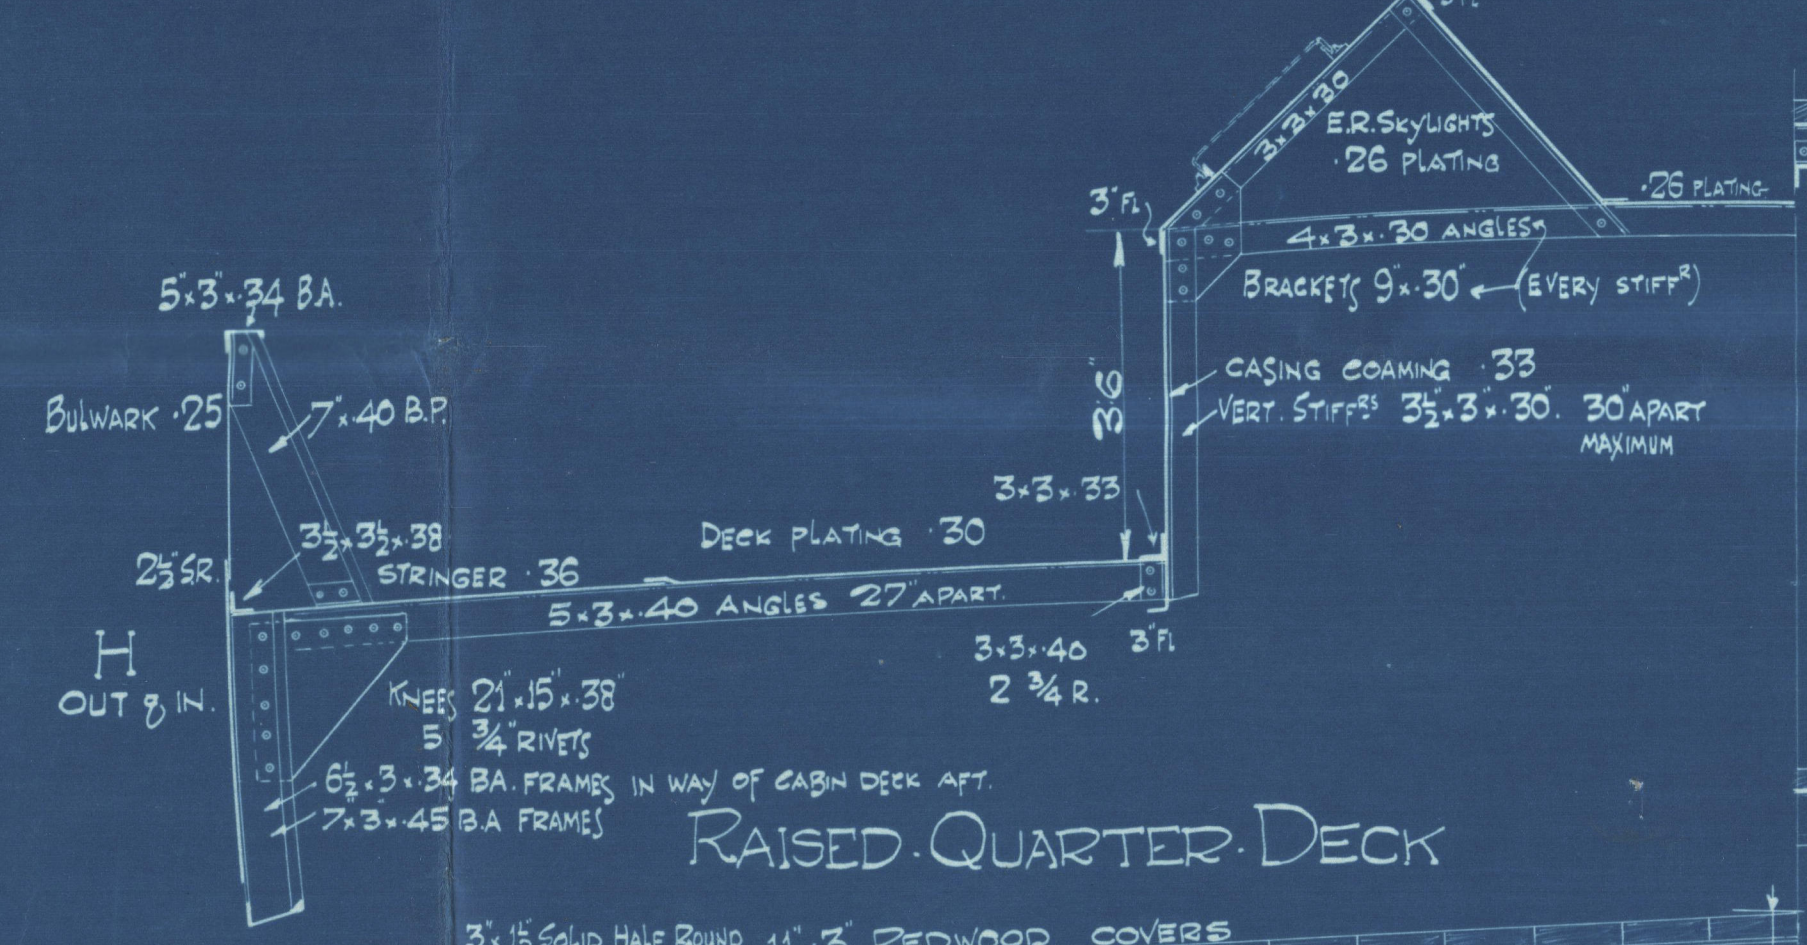 3" FL
3×3×·30
E.R. SKYLIGHTS
·26 PLATING
·26 PLATING
3" FL
4×3×·30 ANGLES
BRACKETS 9"×·30" (EVERY STIFFR)
5"×3"×·34 B.A.
BULWARK ·25
7"×·40 B.P.
3'6"
CASING COAMING ·33
VERT. STIFFRS 3½"×3"×·30". 30" APART
MAXIMUM
3×3×·33
DECK PLATING ·30
3½×3½×·38
2½" S.R.
STRINGER ·36
5×3×·40 ANGLES 27" APART.
H
OUT & IN.
3×3×·40
2 ¾ R.
3" FL
KNEES 21"×15"×·38"
5 ¾" RIVETS
6½×3×·34 BA. FRAMES IN WAY OF CABIN DECK AFT.
7"×3"×·45 B.A FRAMES
RAISED·QUARTER·DECK
3"×1½" SOLID HALF ROUND 11" 3" REDWOOD COVERS